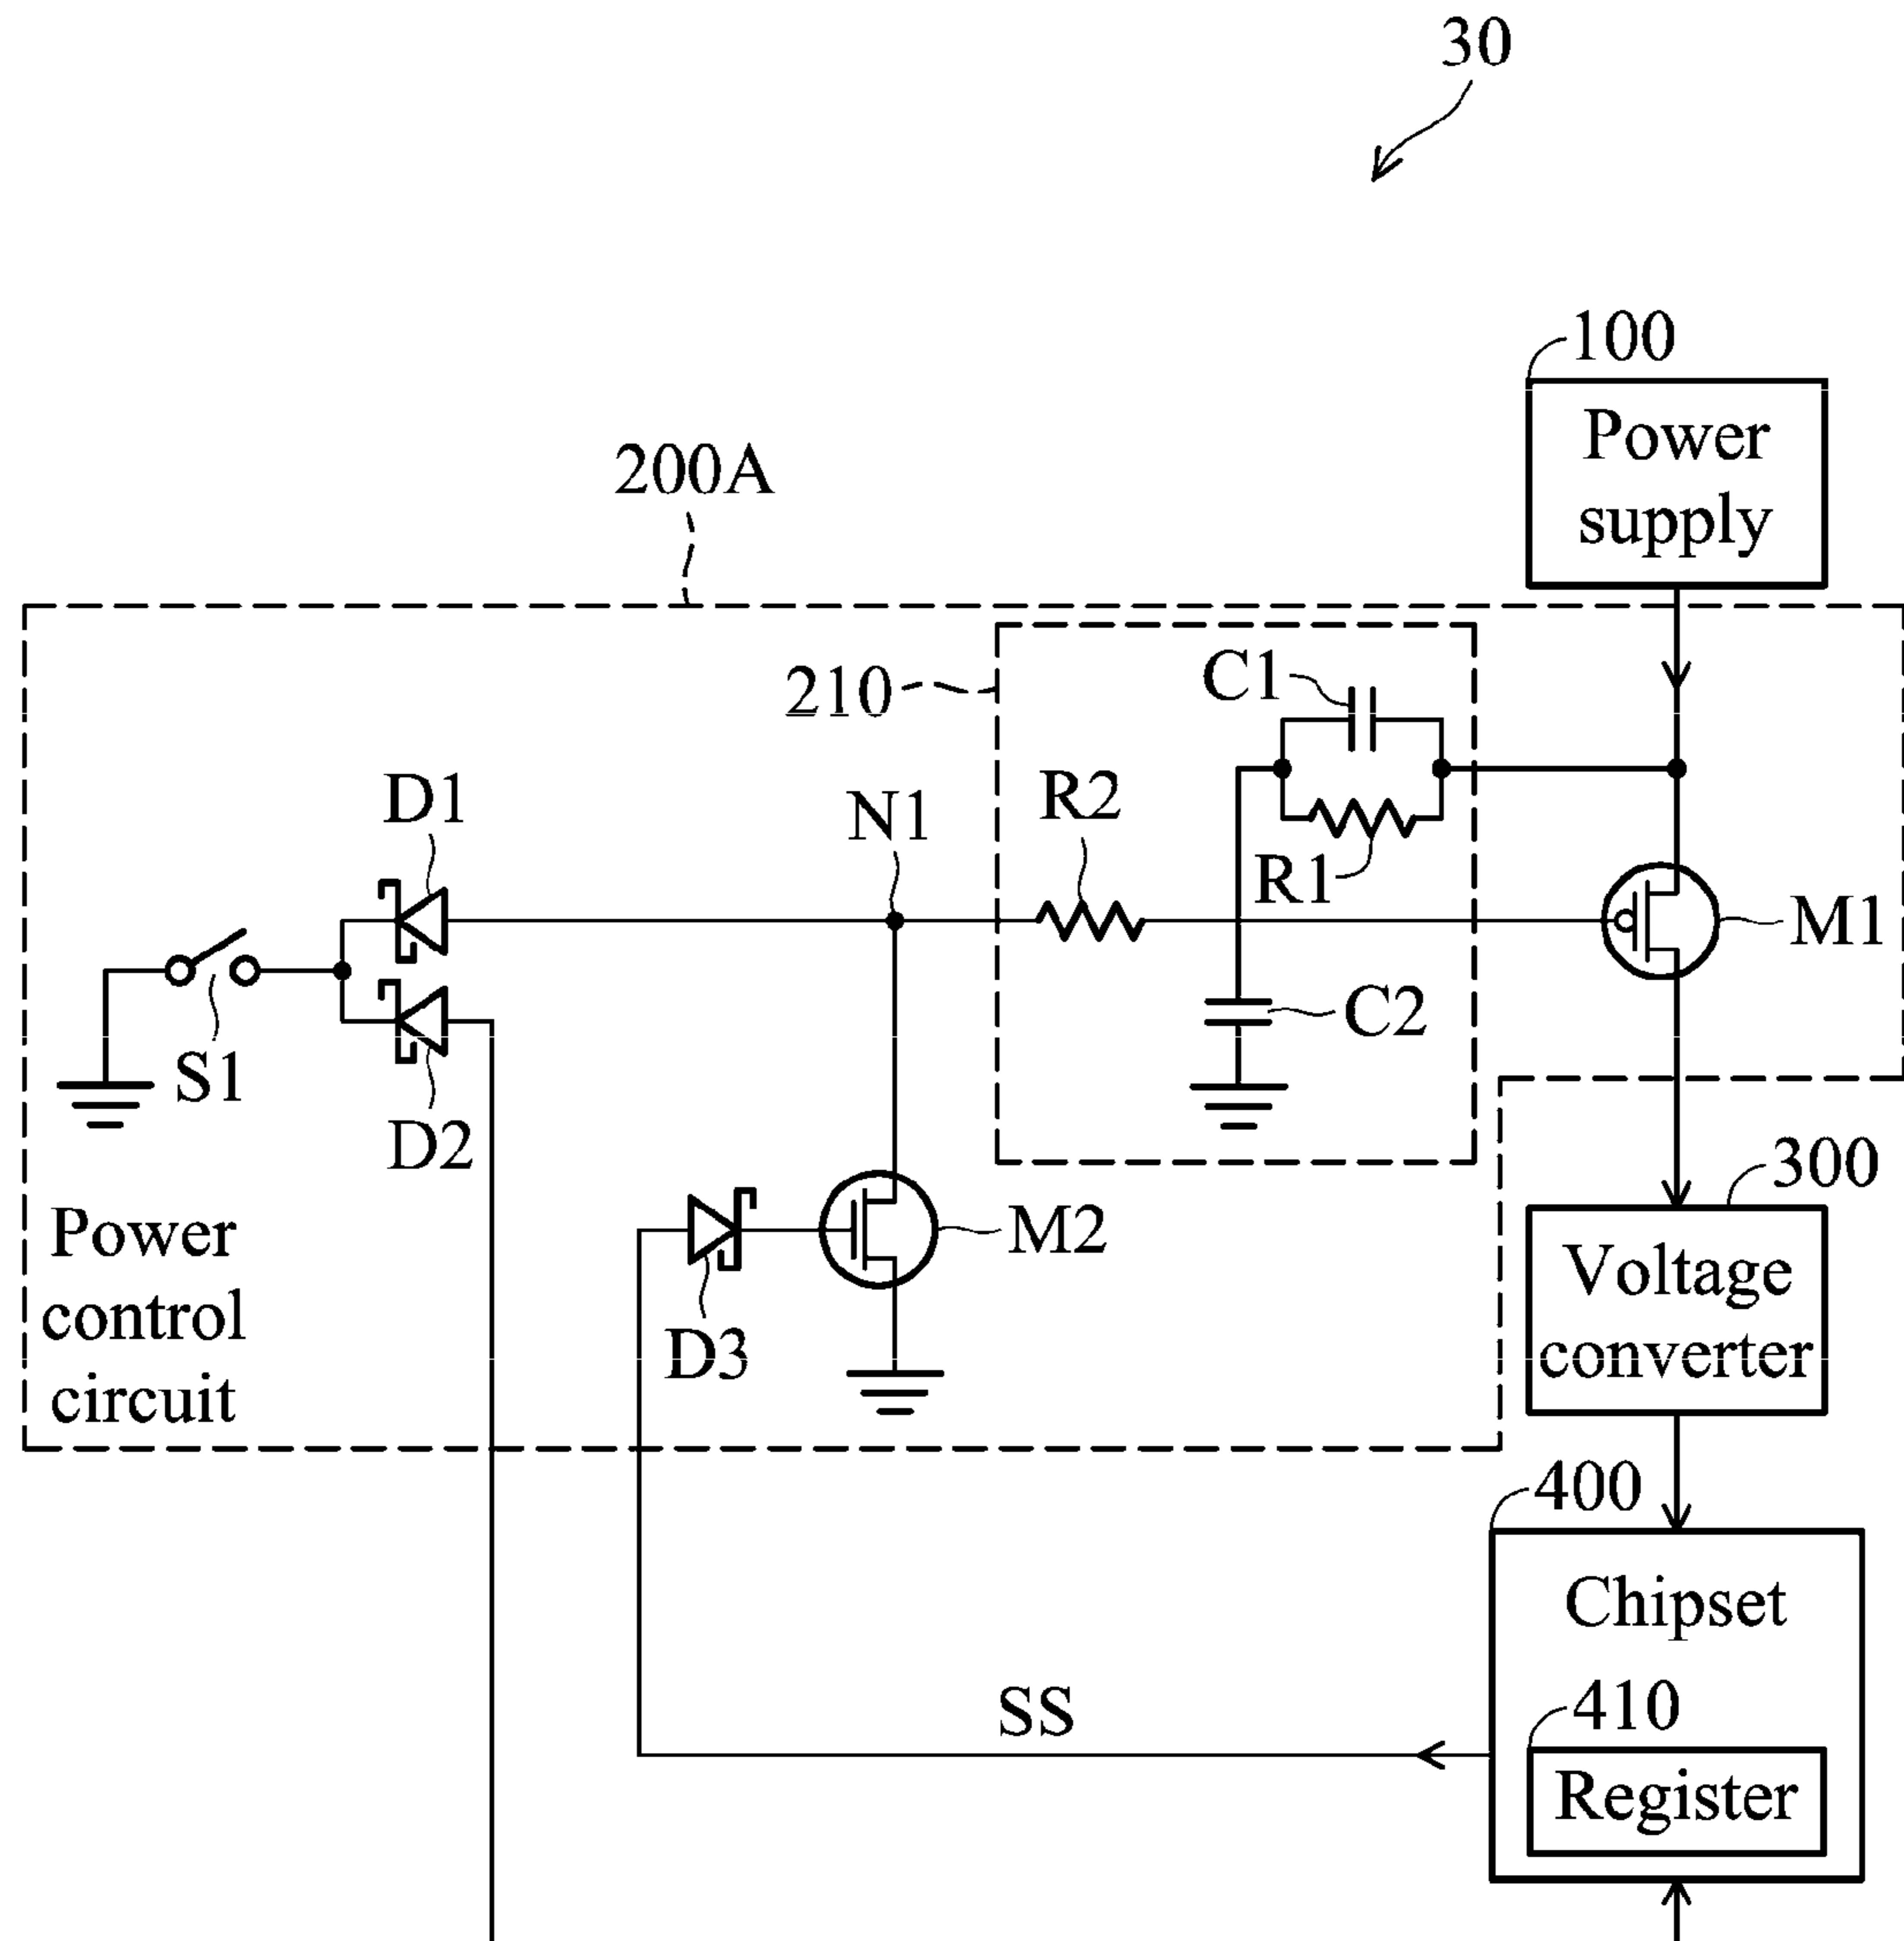 30
100
Power
supply
200A
210
C1
D1
N1
R2
R1
M1
S1
C2
D2
300
Power
control
circuit
M2
D3
Voltage
converter
400
Chipset
SS
410
Register